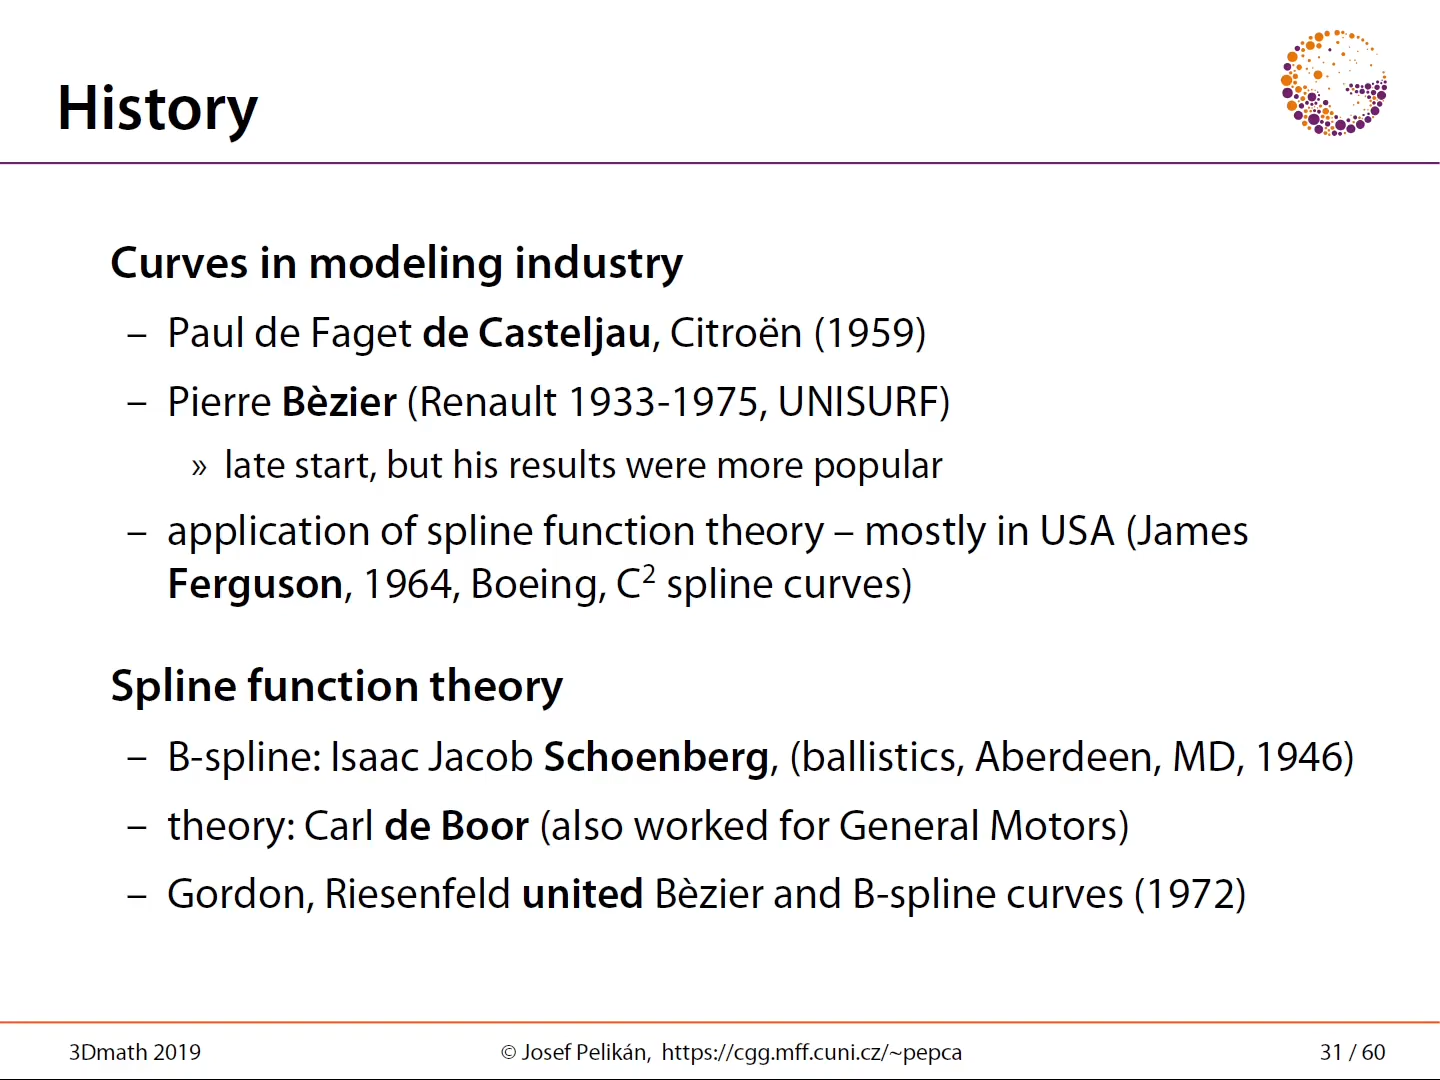 History
Curves in modeling industry
– Paul de Faget de Casteljau, Citroën (1959)
– Pierre Bèzier (Renault 1933-1975, UNISURF)
» late start, but his results were more popular
– application of spline function theory – mostly in USA (James
Ferguson, 1964, Boeing, C² spline curves)
Spline function theory
– B-spline: Isaac Jacob Schoenberg, (ballistics, Aberdeen, MD, 1946)
– theory: Carl de Boor (also worked for General Motors)
– Gordon, Riesenfeld united Bèzier and B-spline curves (1972)
3Dmath 2019
© Josef Pelikán, https://cgg.mff.cuni.cz/~pepca
31 / 60